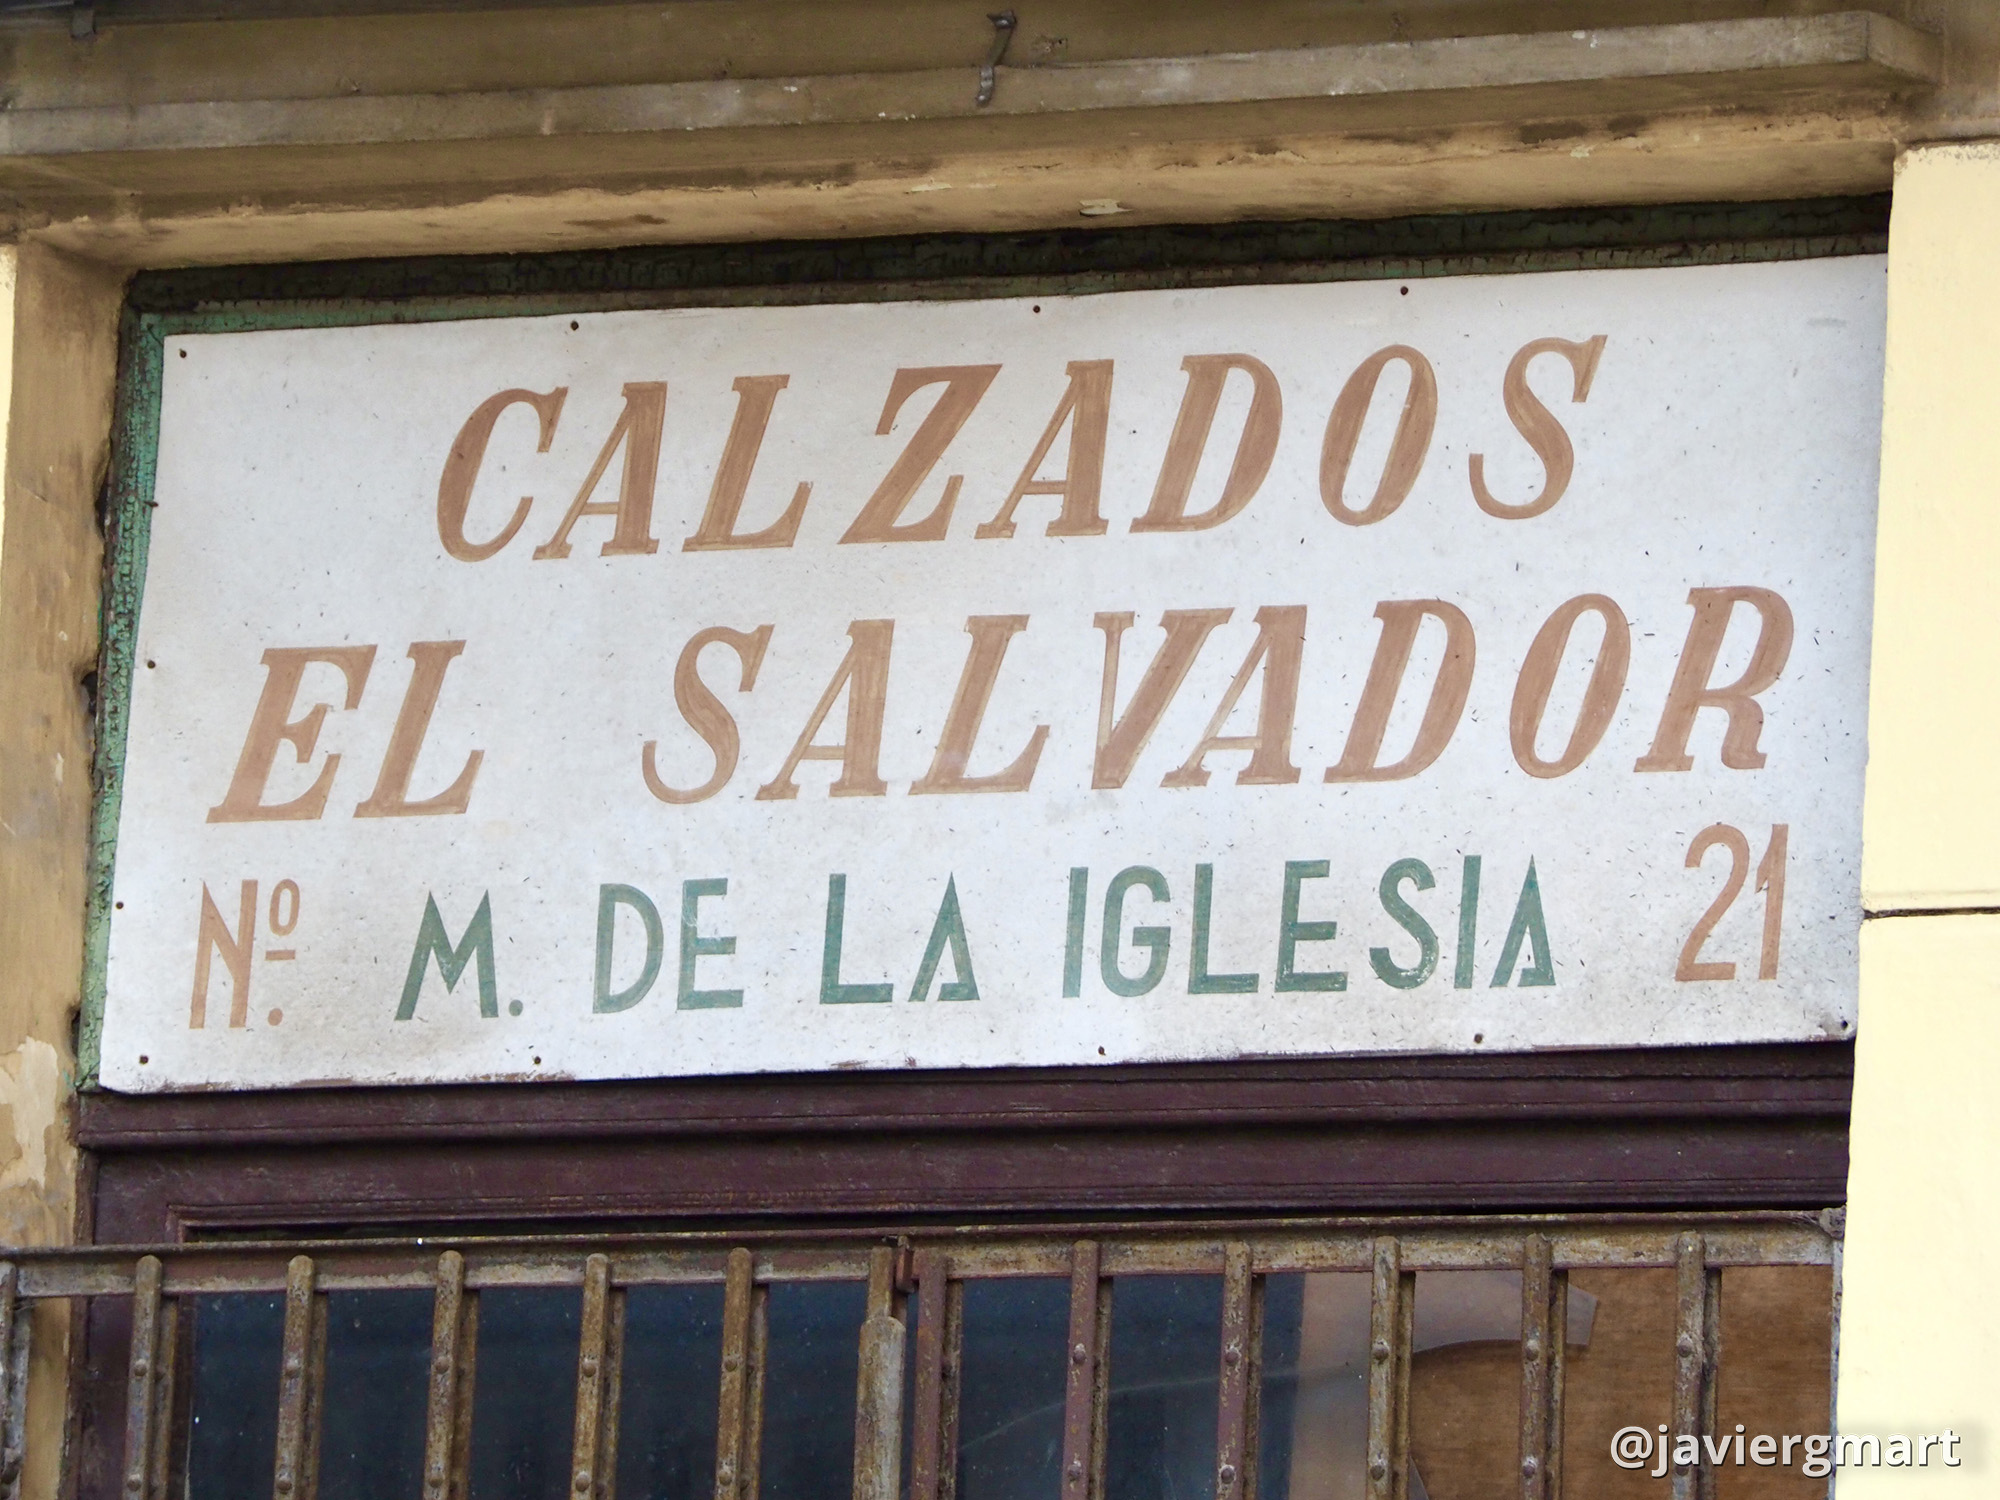 CALZADOS
EL SALVADOR
Nº. M. DE LA IGLESIA 21
@javiergmart